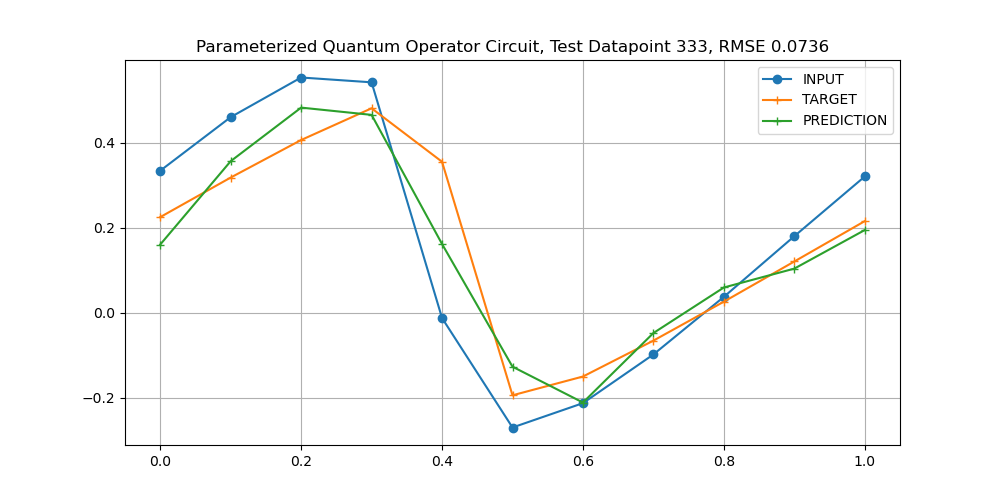 Parameterized Quantum Operator Circuit, Test Datapoint 333, RMSE 0.0736
INPUT
TARGET
PREDICTION
0.4
0.2
0.0
−0.2
0.0 0.2 0.4 0.6 0.8 1.0